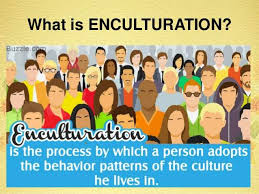 What is ENCULTURATION?
Buzzle.com
Enculturation
is the process by which a person adopts
the behavior patterns of the culture
he lives in.